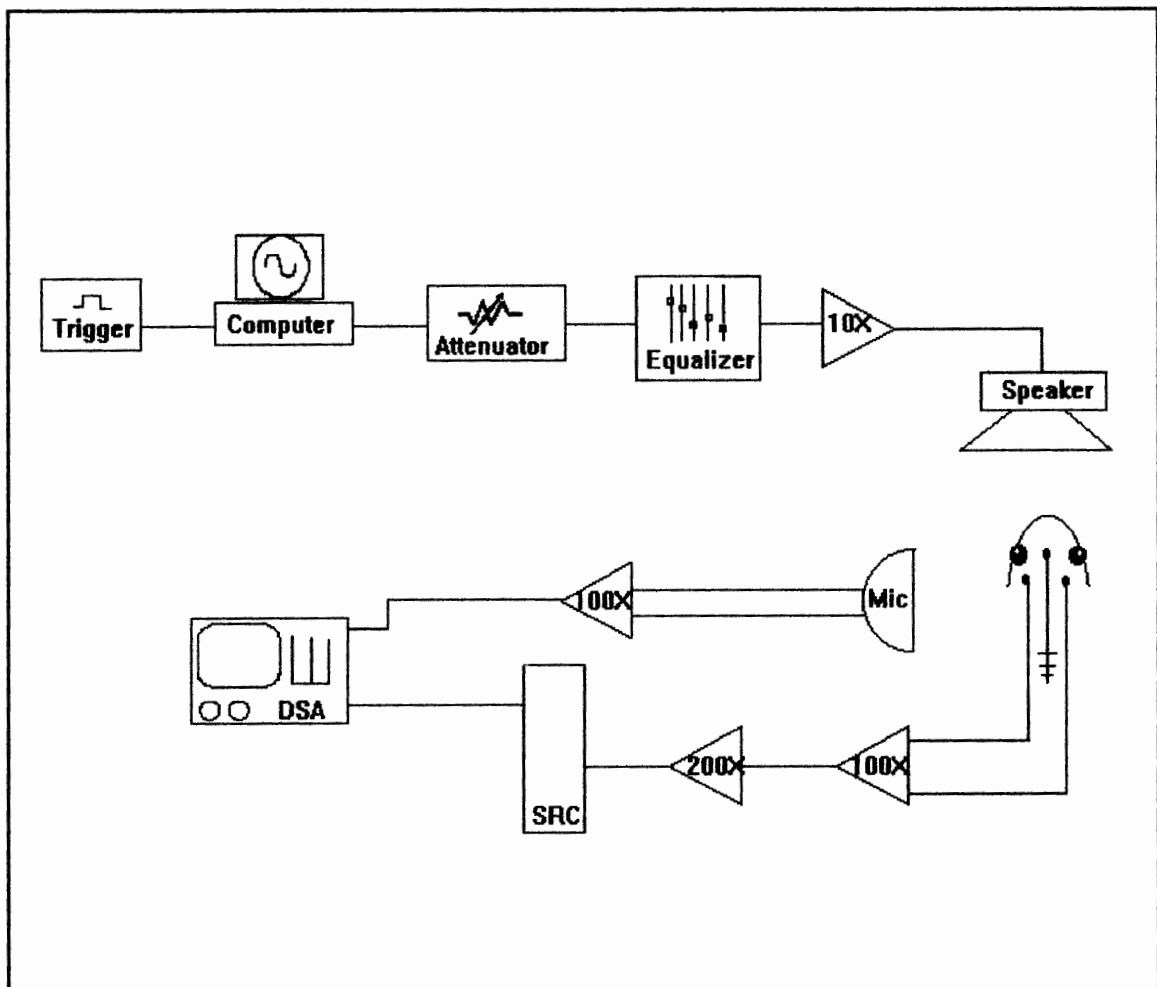 Trigger
Computer
Attenuator
Equalizer
10X
Speaker
100X
Mic
DSA
200X
100X
SRC